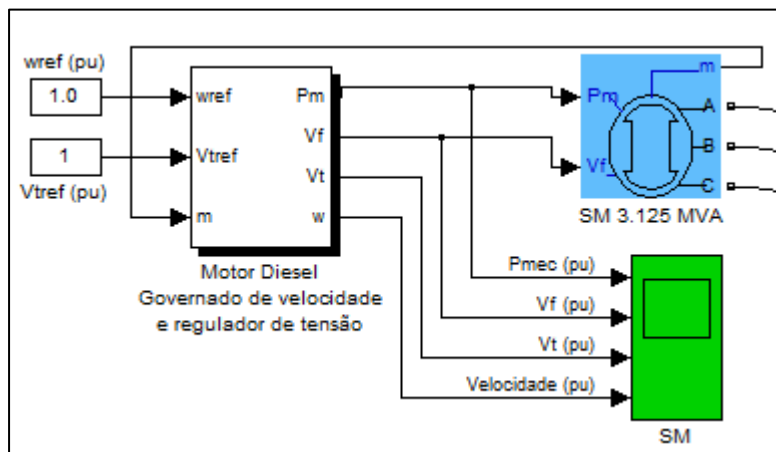 wref (pu)
1.0
1
Vtref (pu)
wref
Vtref
m
Pm
Vf
Vt
w
Motor Diesel
Governado de velocidade
e regulador de tensão
m
Pm
Vf
A
B
C
SM 3.125 MVA
Pmec (pu)
Vf (pu)
Vt (pu)
Velocidade (pu)
SM